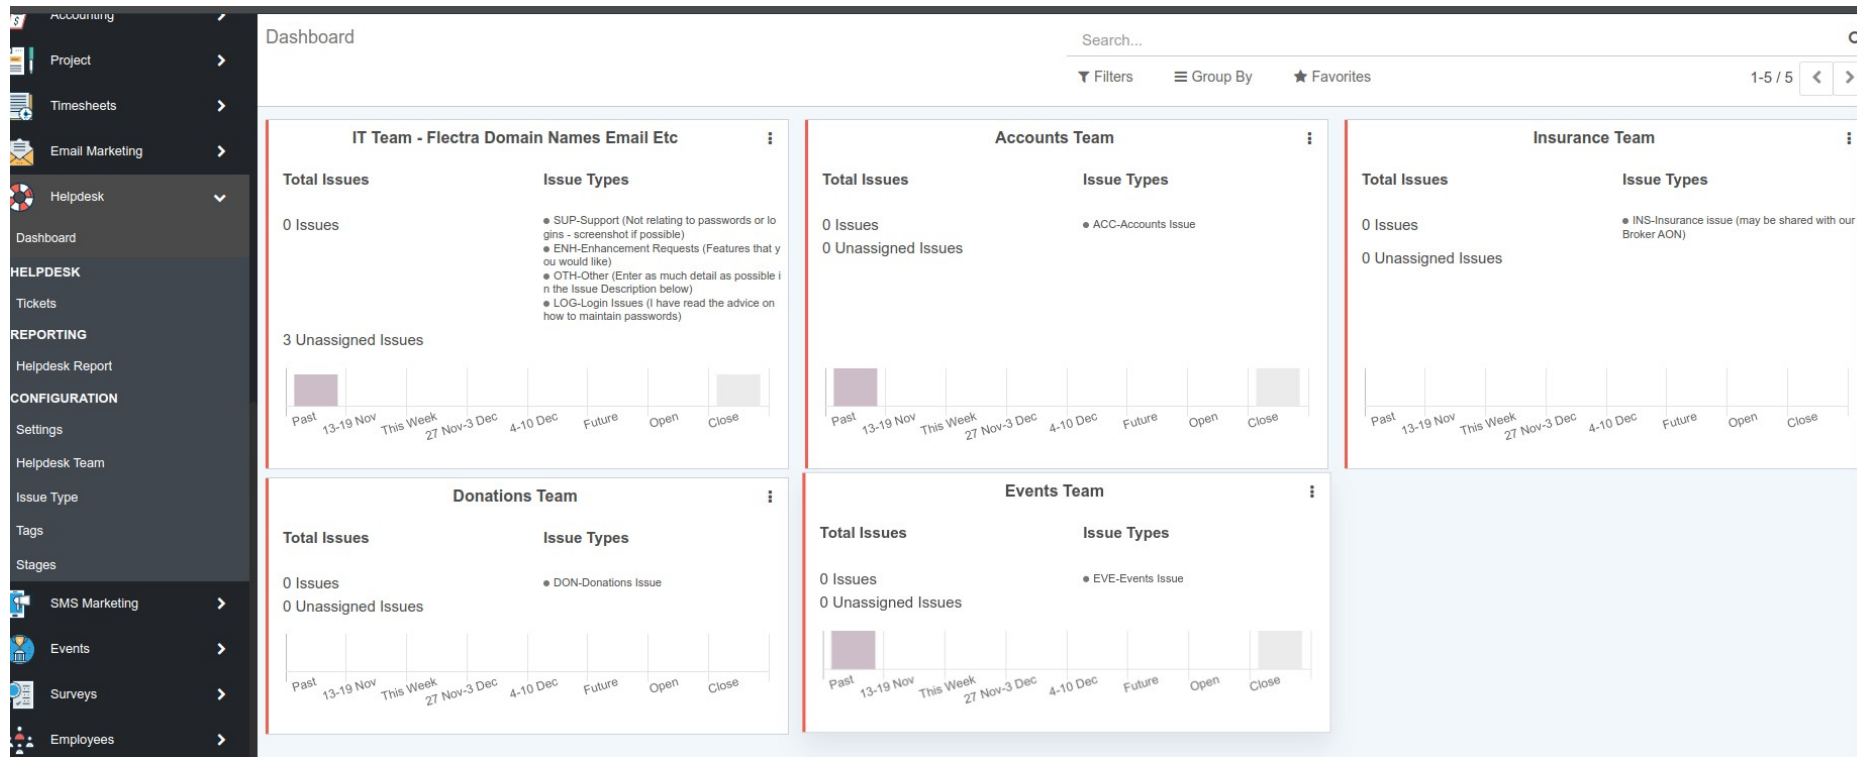 Accounting
Project
Timesheets
Email Marketing
Helpdesk
Dashboard
HELPDESK
Tickets
REPORTING
Helpdesk Report
CONFIGURATION
Settings
Helpdesk Team
Issue Type
Tags
Stages
SMS Marketing
Events
Surveys
Employees
Dashboard
Search...
Filters
Group By
Favorites
1-5 / 5
IT Team - Flectra Domain Names Email Etc
Total Issues
Issue Types
0 Issues
SUP-Support (Not relating to passwords or lo
gins - screenshot if possible)
ENH-Enhancement Requests (Features that y
ou would like)
OTH-Other (Enter as much detail as possible i
n the Issue Description below)
LOG-Login Issues (I have read the advice on
how to maintain passwords)
3 Unassigned Issues
Past 13-19 Nov This Week 27 Nov-3 Dec 4-10 Dec Future Open Close
Accounts Team
Total Issues
Issue Types
0 Issues
ACC-Accounts Issue
0 Unassigned Issues
Past 13-19 Nov This Week 27 Nov-3 Dec 4-10 Dec Future Open Close
Insurance Team
Total Issues
Issue Types
0 Issues
INS-Insurance issue (may be shared with our
Broker AON)
0 Unassigned Issues
Past 13-19 Nov This Week 27 Nov-3 Dec 4-10 Dec Future Open Close
Donations Team
Total Issues
Issue Types
0 Issues
DON-Donations Issue
0 Unassigned Issues
Past 13-19 Nov This Week 27 Nov-3 Dec 4-10 Dec Future Open Close
Events Team
Total Issues
Issue Types
0 Issues
EVE-Events Issue
0 Unassigned Issues
Past 13-19 Nov This Week 27 Nov-3 Dec 4-10 Dec Future Open Close